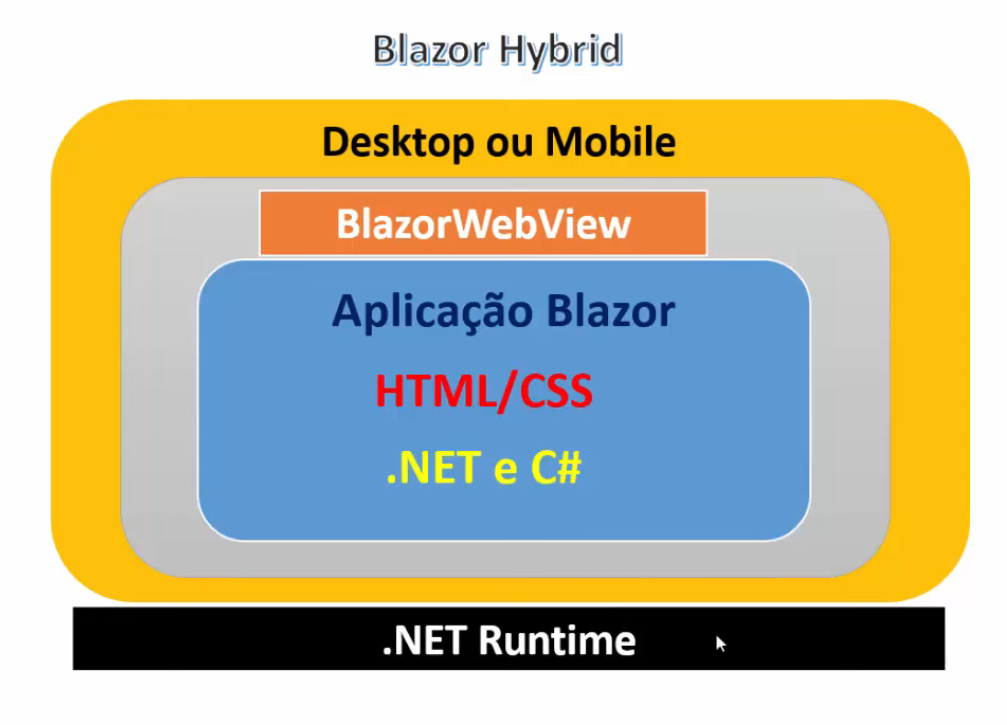 Blazor Hybrid
Desktop ou Mobile
BlazorWebView
Aplicação Blazor
HTML/CSS
.NET e C#
.NET Runtime